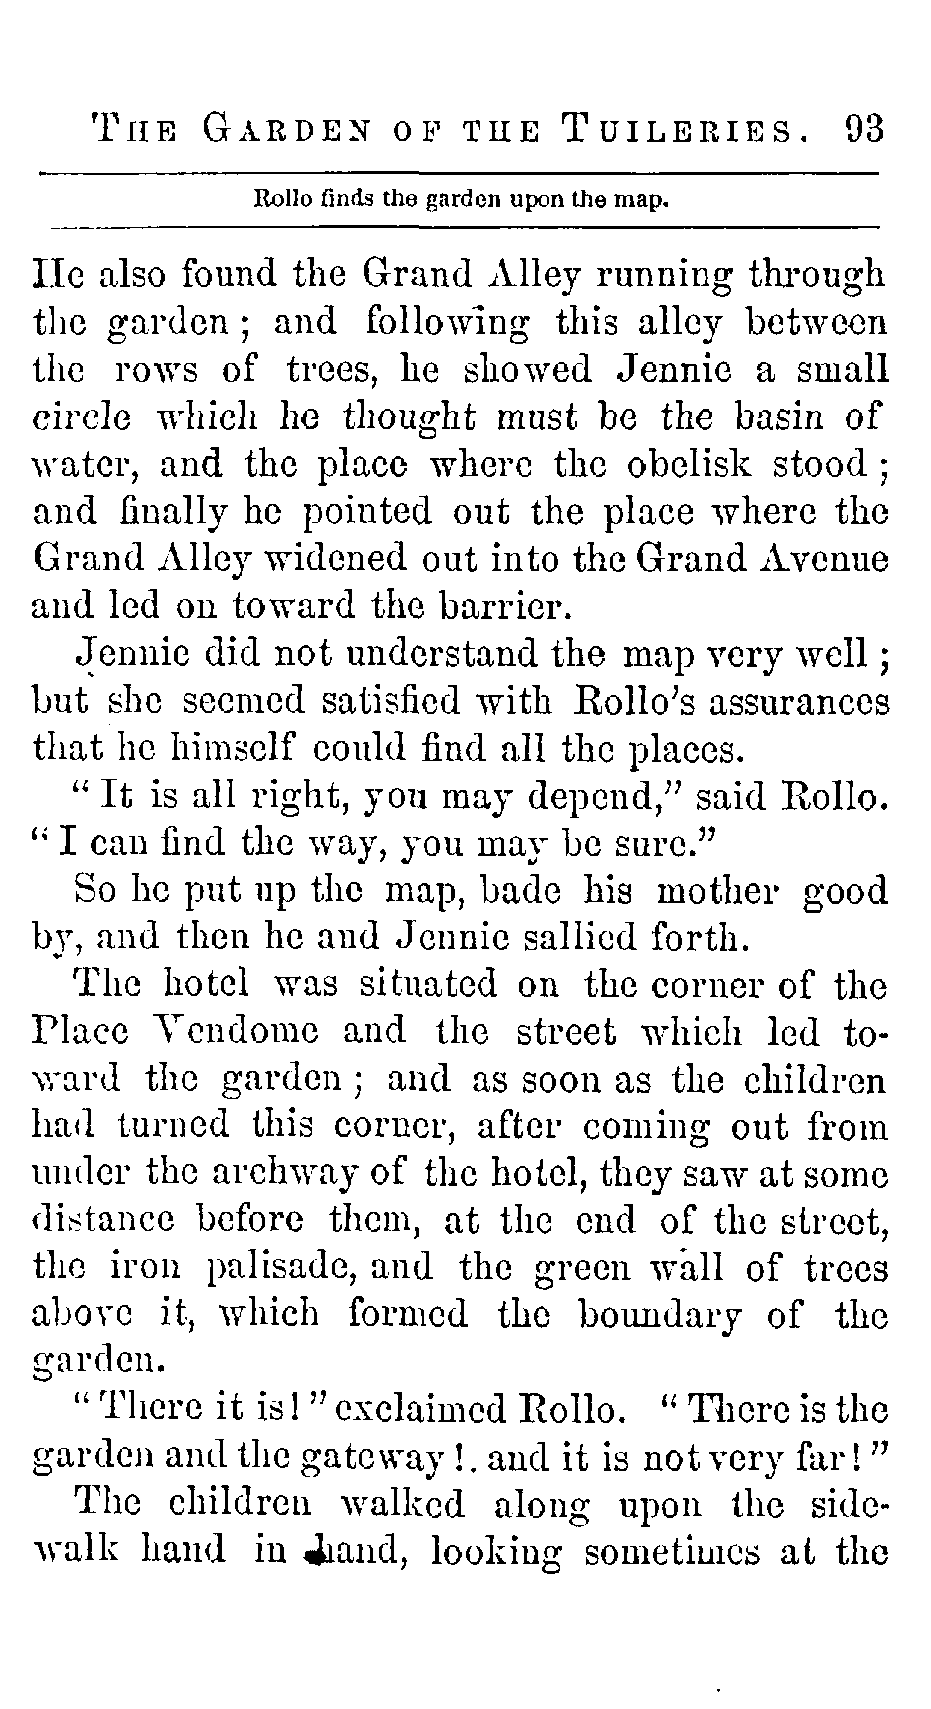 THE GARDEN OF THE TUILERIES. 93
Rollo finds the garden upon the map.
He also found the Grand Alley running through
the garden ; and following this alley between
the rows of trees, he showed Jennie a small
circle which he thought must be the basin of
water, and the place where the obelisk stood ;
and finally he pointed out the place where the
Grand Alley widened out into the Grand Avenue
and led on toward the barrier.
Jennie did not understand the map very well ;
but she seemed satisfied with Rollo's assurances
that he himself could find all the places.
" It is all right, you may depend," said Rollo.
" I can find the way, you may be sure."
So he put up the map, bade his mother good
by, and then he and Jennie sallied forth.
The hotel was situated on the corner of the
Place Vendome and the street which led to-
ward the garden ; and as soon as the children
had turned this corner, after coming out from
under the archway of the hotel, they saw at some
distance before them, at the end of the street,
the iron palisade, and the green wall of trees
above it, which formed the boundary of the
garden.
" There it is! " exclaimed Rollo. " There is the
garden and the gateway ! and it is not very far! "
The children walked along upon the side-
walk hand in hand, looking sometimes at the